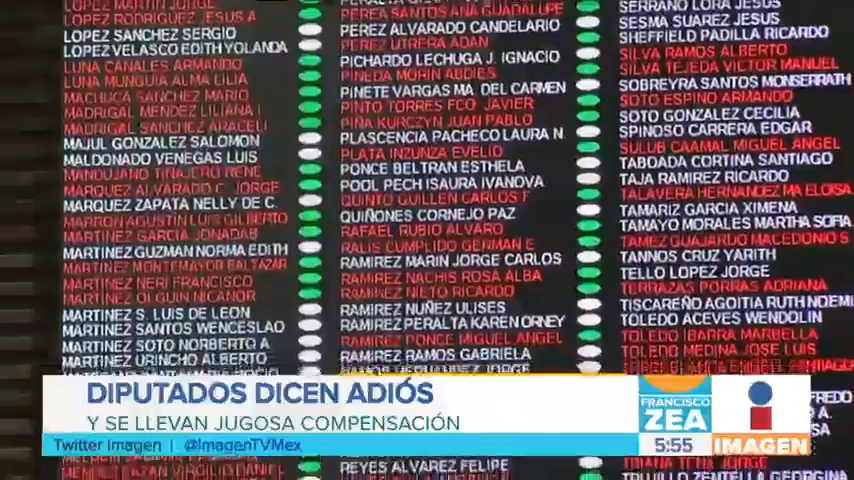 LOPEZ MARTIN JORGE
LOPEZ RODRIGUEZ JESUS A
LOPEZ SANCHEZ SERGIO
LOPEZ VELASCO EDITH YOLANDA
LUNA CANALES ARMANDO
LUNA MUNGUIA ALMA LILIA
MACHUCA SANCHEZ MARIO
MADRIGAL MENDEZ LILIANA I
MADRIGAL SANCHEZ ARACELI
MAJUL GONZALEZ SALOMON
MALDONADO VENEGAS LUIS
MANDUJANO TINAJERO RENE
MARQUEZ ALVARADO C. JORGE
MARQUEZ ZAPATA NELLY DE C.
MARRON AGUSTIN LUIS GILBERTO
MARTINEZ GARCIA JONADAB
MARTINEZ GUZMAN NORMA EDITH
MARTINEZ MONTEMAYOR BALTAZAR
MARTINEZ NERI FRANCISCO
MARTINEZ OLGUIN NICANOR
MARTINEZ S. LUIS DE LEON
MARTINEZ SANTOS WENCESLAO
MARTINEZ SOTO NORBERTO A
MARTINEZ URINCHO ALBERTO
PEREA SANTOS ANA GUADALUPE
PEREZ ALVARADO CANDELARIO
PEREZ UTRERA ADAN
PICHARDO LECHUGA J. IGNACIO
PINEDA MORIN ABDIES
PINETE VARGAS MA. DEL CARMEN
PINTO TORRES FCO. JAVIER
PIÑA KURCZYN JUAN PABLO
PLASCENCIA PACHECO LAURA N
PLATA INZUNZA EVELIO
PONCE BELTRAN ESTHELA
POOL PECH ISAURA IVANOVA
QUINTO GUILLEN CARLOS F
QUIÑONES CORNEJO PAZ
RAFAEL RUBIO ALVARO
RALIS CUMPLIDO GERMAN E
RAMIREZ MARIN JORGE CARLOS
RAMIREZ NACHIS ROSA ALBA
RAMIREZ NIETO RICARDO
RAMIREZ NUÑEZ ULISES
RAMIREZ PERALTA KAREN ORNEY
RAMIREZ PONCE MIGUEL ANGEL
RAMIREZ RAMOS GABRIELA
REYES ALVAREZ FELIPE
SERRANO LORA JESUS
SESMA SUAREZ JESUS
SHEFFIELD PADILLA RICARDO
SILVA RAMOS ALBERTO
SILVA TEJEDA VICTOR MANUEL
SOBREYRA SANTOS MONSERRATH
SOTO ESPINO ARMANDO
SOTO GONZALEZ CECILIA
SPINOSO CARRERA EDGAR
SULUB CAAMAL MIGUEL ANGEL
TABOADA CORTINA SANTIAGO
TAJA RAMIREZ RICARDO
TALAVERA HERNANDEZ MA ELOISA
TAMARIZ GARCIA XIMENA
TAMAYO MORALES MARTHA SOFIA
TAMEZ GUAJARDO MACEDONIO S
TANNOS CRUZ YARITH
TELLO LOPEZ JORGE
TERRAZAS PORRAS ADRIANA
TISCAREÑO AGOITIA RUTH NOEMI
TOLEDO ACEVES WENDOLIN
TOLEDO IBARRA MARBELLA
TOLEDO MEDINA JOSE LUIS
TRUJILLO ZENTELLA GEORGINA
DIPUTADOS DICEN ADIÓS
Y SE LLEVAN JUGOSA COMPENSACIÓN
Twitter Imagen | @ImagenTVMex
FRANCISCO
ZEA
5:55
IMAGEN